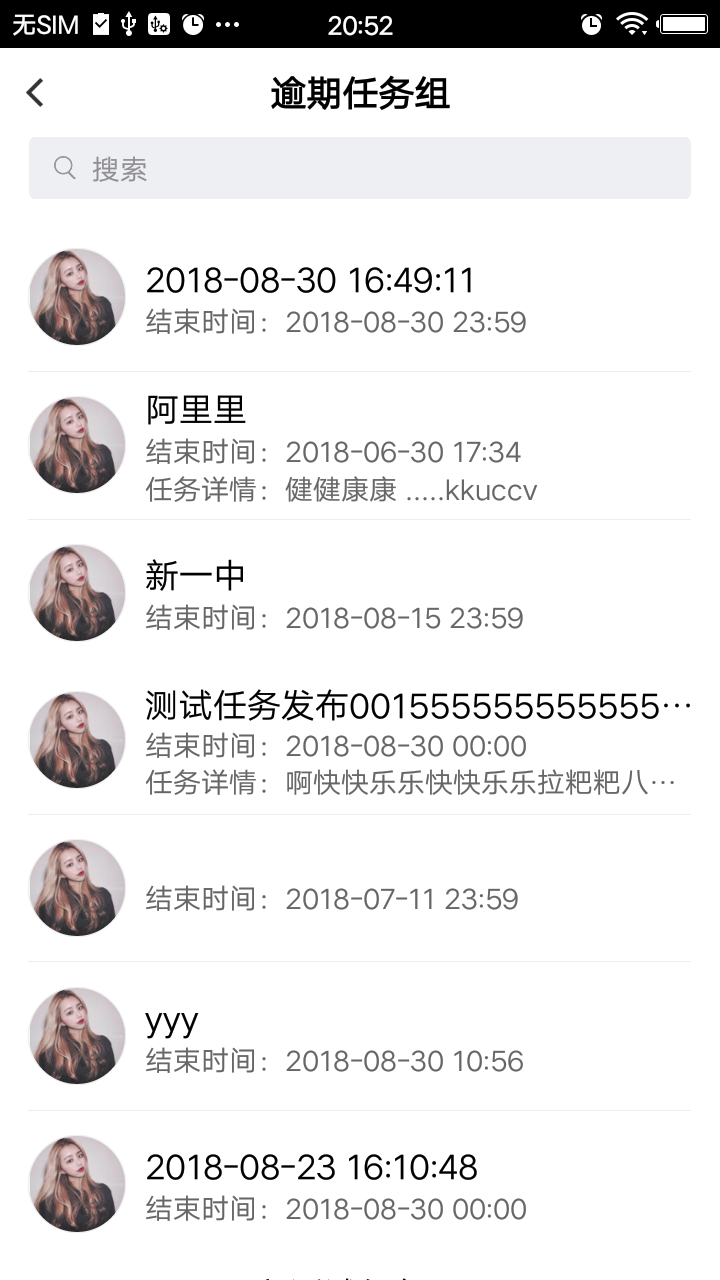 无SIM 20:52
逾期任务组
搜索
2018-08-30 16:49:11
结束时间：2018-08-30 23:59
阿里里
结束时间：2018-06-30 17:34
任务详情：健健康康 .....kkuccv
新一中
结束时间：2018-08-15 23:59
测试任务发布001555555555555555…
结束时间：2018-08-30 00:00
任务详情：啊快快乐乐快快乐乐拉粑粑八…
结束时间：2018-07-11 23:59
yyy
结束时间：2018-08-30 10:56
2018-08-23 16:10:48
结束时间：2018-08-30 00:00